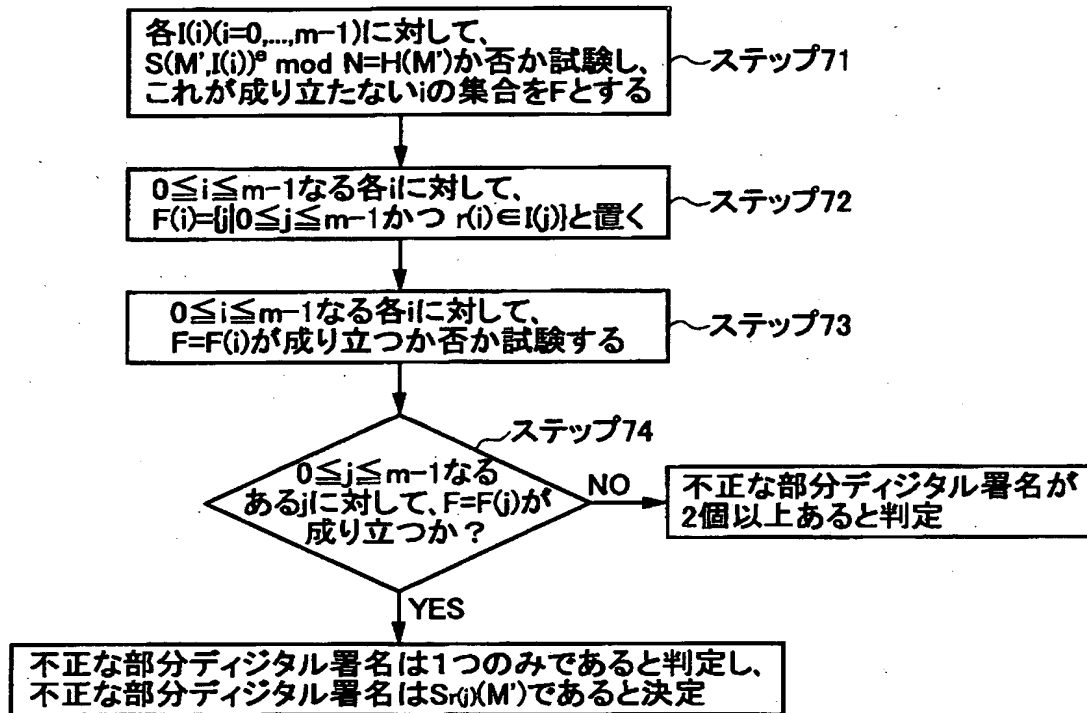 各I(i)(i=0,...,m-1)に対して、
S(M',I(i))ᵉ mod N=H(M')か否か試験し、
これが成り立たないiの集合をFとする
ステップ71
0≦i≦m-1なる各iに対して、
F(i)={j|0≦j≦m-1かつ r(i)∈I(j)}と置く
ステップ72
0≦i≦m-1なる各iに対して、
F=F(i)が成り立つか否か試験する
ステップ73
ステップ74
0≦j≦m-1なる
あるjに対して、F=F(j)が
成り立つか？
NO
不正な部分ディジタル署名が
2個以上あると判定
YES
不正な部分ディジタル署名は1つのみであると判定し、
不正な部分ディジタル署名はSr(j)(M')であると決定